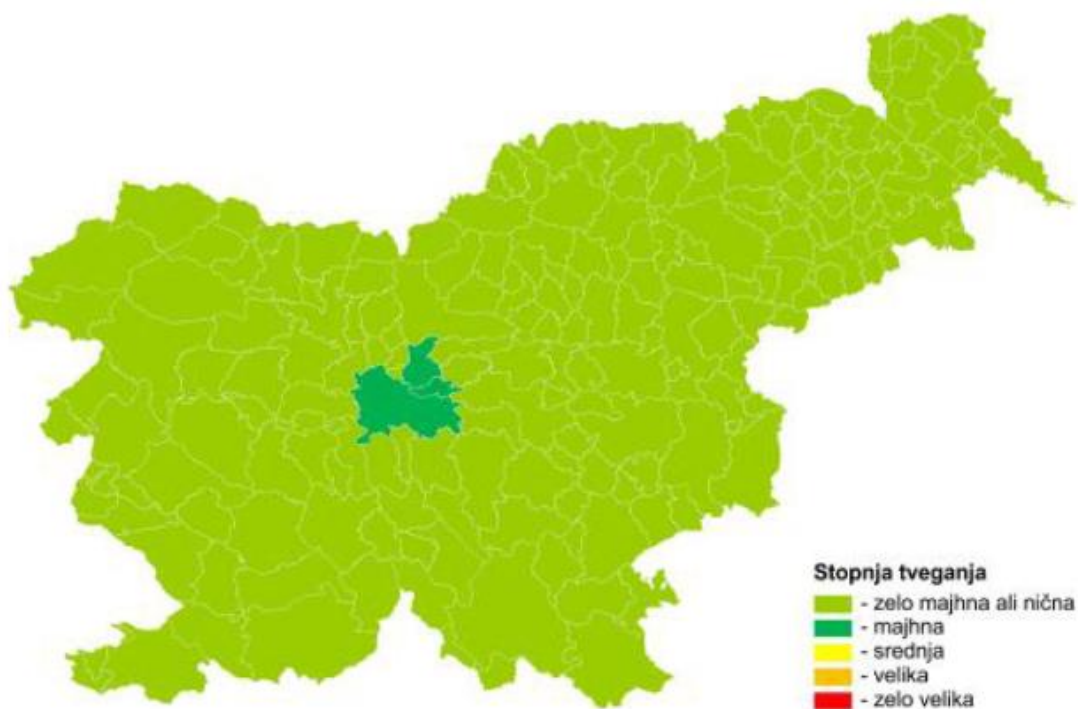 Stopnja tveganja
- zelo majhna ali nična
- majhna
- srednja
- velika
- zelo velika